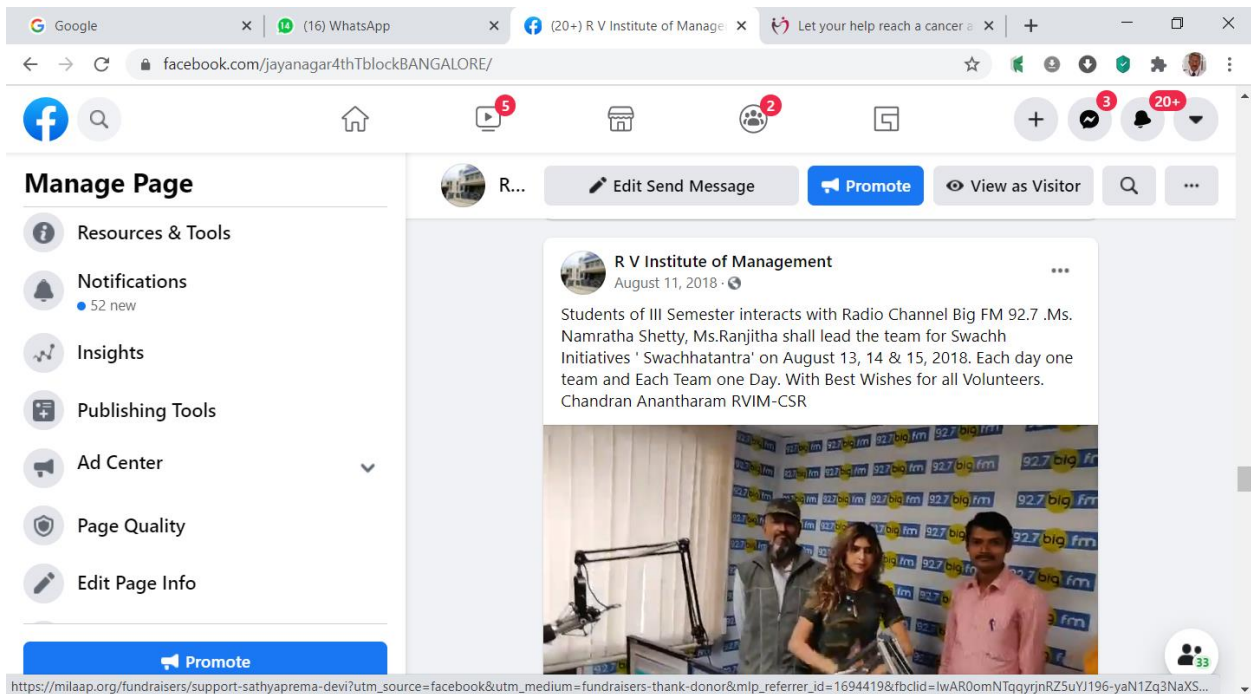 Google
(16) WhatsApp
(20+) R V Institute of Manage
Let your help reach a cancer a
facebook.com/jayanagar4thTblockBANGALORE/
5
2
3
20+
Manage Page
R...
Edit Send Message
Promote
View as Visitor
Resources & Tools
Notifications
52 new
Insights
Publishing Tools
Ad Center
Page Quality
Edit Page Info
Promote
R V Institute of Management
August 11, 2018 ·
Students of III Semester interacts with Radio Channel Big FM 92.7 .Ms.
Namratha Shetty, Ms.Ranjitha shall lead the team for Swachh
Initiatives ' Swachhatantra' on August 13, 14 & 15, 2018. Each day one
team and Each Team one Day. With Best Wishes for all Volunteers.
Chandran Anantharam RVIM-CSR
92.7 big fm
33
https://milaap.org/fundraisers/support-sathyaprema-devi?utm_source=facebook&utm_medium=fundraisers-thank-donor&mlp_referrer_id=1694419&fbclid=IwAR0omNTqqyrjnRZ5uYJ196-yaN1Zq3NaXS...